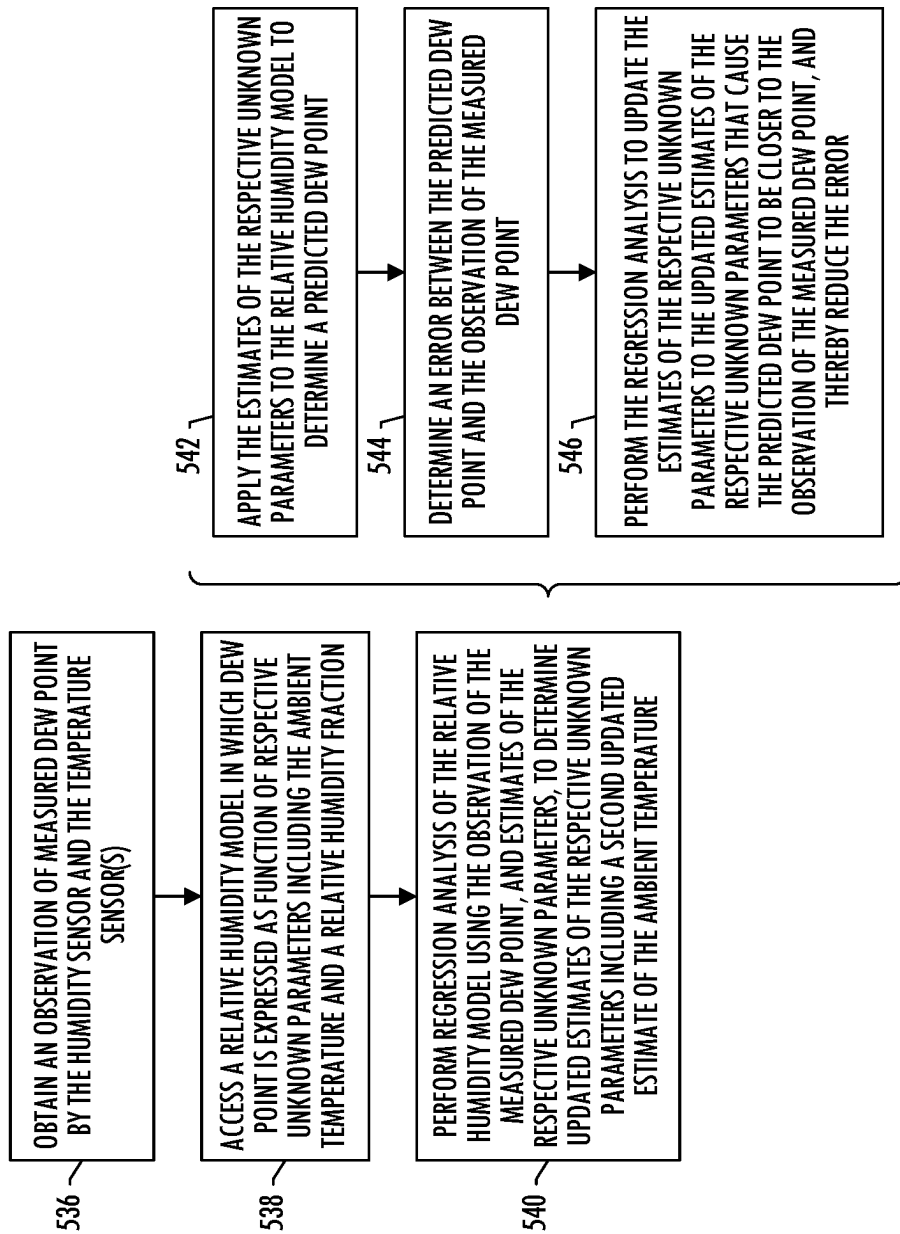 536
OBTAIN AN OBSERVATION OF MEASURED DEW POINT
BY THE HUMIDITY SENSOR AND THE TEMPERATURE
SENSOR(S)
538
ACCESS A RELATIVE HUMIDITY MODEL IN WHICH DEW
POINT IS EXPRESSED AS FUNCTION OF RESPECTIVE
UNKNOWN PARAMETERS INCLUDING THE AMBIENT
TEMPERATURE AND A RELATIVE HUMIDITY FRACTION
540
PERFORM REGRESSION ANALYSIS OF THE RELATIVE
HUMIDITY MODEL USING THE OBSERVATION OF THE
MEASURED DEW POINT, AND ESTIMATES OF THE
RESPECTIVE UNKNOWN PARAMETERS, TO DETERMINE
UPDATED ESTIMATES OF THE RESPECTIVE UNKNOWN
PARAMETERS INCLUDING A SECOND UPDATED
ESTIMATE OF THE AMBIENT TEMPERATURE
542
APPLY THE ESTIMATES OF THE RESPECTIVE UNKNOWN
PARAMETERS TO THE RELATIVE HUMIDITY MODEL TO
DETERMINE A PREDICTED DEW POINT
544
DETERMINE AN ERROR BETWEEN THE PREDICTED DEW
POINT AND THE OBSERVATION OF THE MEASURED
DEW POINT
546
PERFORM THE REGRESSION ANALYSIS TO UPDATE THE
ESTIMATES OF THE RESPECTIVE UNKNOWN
PARAMETERS TO THE UPDATED ESTIMATES OF THE
RESPECTIVE UNKNOWN PARAMETERS THAT CAUSE
THE PREDICTED DEW POINT TO BE CLOSER TO THE
OBSERVATION OF THE MEASURED DEW POINT, AND
THEREBY REDUCE THE ERROR